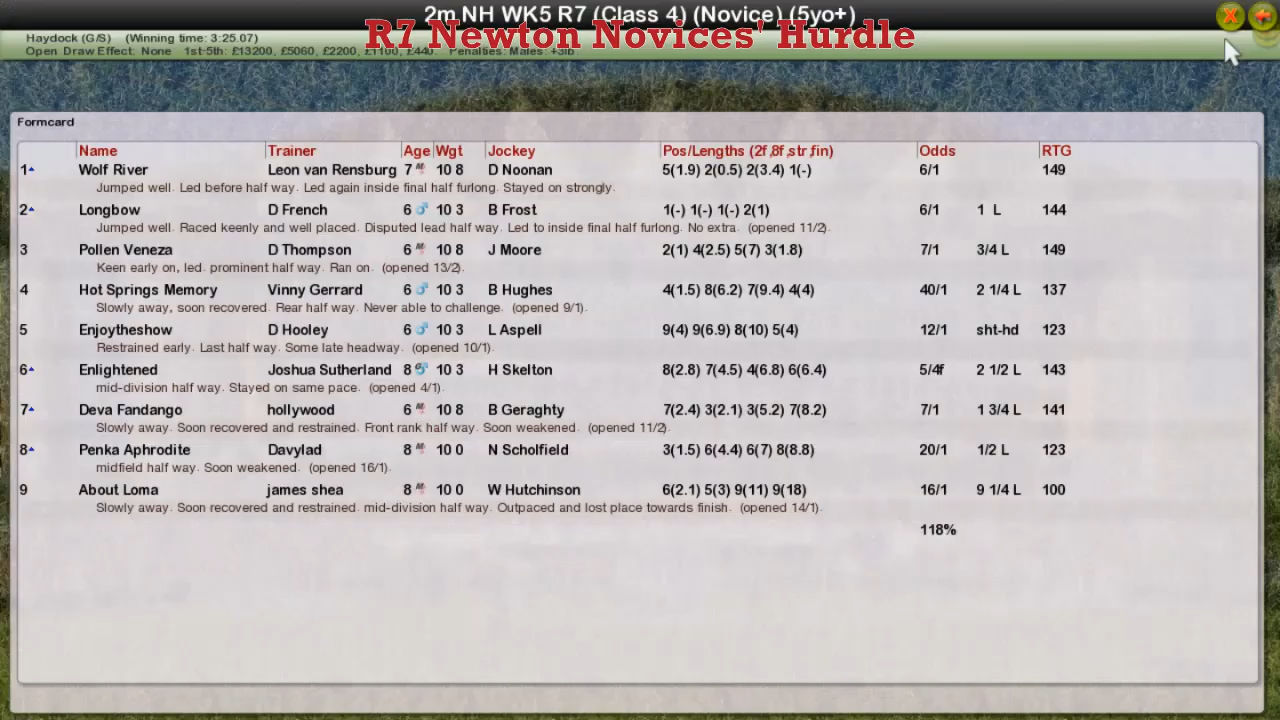 2m NH WK5 R7 (Class 4) (Novice) (5yo+)
R7 Newton Novices' Hurdle
Haydock (G/S) (Winning time: 3:25.07)
Open Draw Effect: None 1st-5th: £13200, £5060, £2200, £1100, £440 Penalties: Males: +3lb
Formcard
Name Trainer Age Wgt Jockey Pos/Lengths (2f,8f,str,fin) Odds RTG
1 Wolf River Leon van Rensburg 7 10 8 D Noonan 5(1.9) 2(0.5) 2(3.4) 1(-) 6/1 149
Jumped well. Led before half way. Led again inside final half furlong. Stayed on strongly.
2 Longbow D French 6 10 3 B Frost 1(-) 1(-) 1(-) 2(1) 6/1 1 L 144
Jumped well. Raced keenly and well placed. Disputed lead half way. Led to inside final half furlong. No extra. (opened 11/2).
3 Pollen Veneza D Thompson 6 10 8 J Moore 2(1) 4(2.5) 5(7) 3(1.8) 7/1 3/4 L 149
Keen early on, led. prominent half way. Ran on. (opened 13/2).
4 Hot Springs Memory Vinny Gerrard 6 10 3 B Hughes 4(1.5) 8(6.2) 7(9.4) 4(4) 40/1 2 1/4 L 137
Slowly away, soon recovered. Rear half way. Never able to challenge. (opened 9/1).
5 Enjoytheshow D Hooley 6 10 3 L Aspell 9(4) 9(6.9) 8(10) 5(4) 12/1 sht-hd 123
Restrained early. Last half way. Some late headway. (opened 10/1).
6 Enlightened Joshua Sutherland 8 10 3 H Skelton 8(2.8) 7(4.5) 4(6.8) 6(6.4) 5/4f 2 1/2 L 143
mid-division half way. Stayed on same pace. (opened 4/1).
7 Deva Fandango hollywood 6 10 8 B Geraghty 7(2.4) 3(2.1) 3(5.2) 7(8.2) 7/1 1 3/4 L 141
Slowly away. Soon recovered and restrained. Front rank half way. Soon weakened. (opened 11/2).
8 Penka Aphrodite Davylad 8 10 0 N Scholfield 3(1.5) 6(4.4) 6(7) 8(8.8) 20/1 1/2 L 123
midfield half way. Soon weakened. (opened 16/1).
9 About Loma james shea 8 10 0 W Hutchinson 6(2.1) 5(3) 9(11) 9(18) 16/1 9 1/4 L 100
Slowly away. Soon recovered and restrained. mid-division half way. Outpaced and lost place towards finish. (opened 14/1).
118%